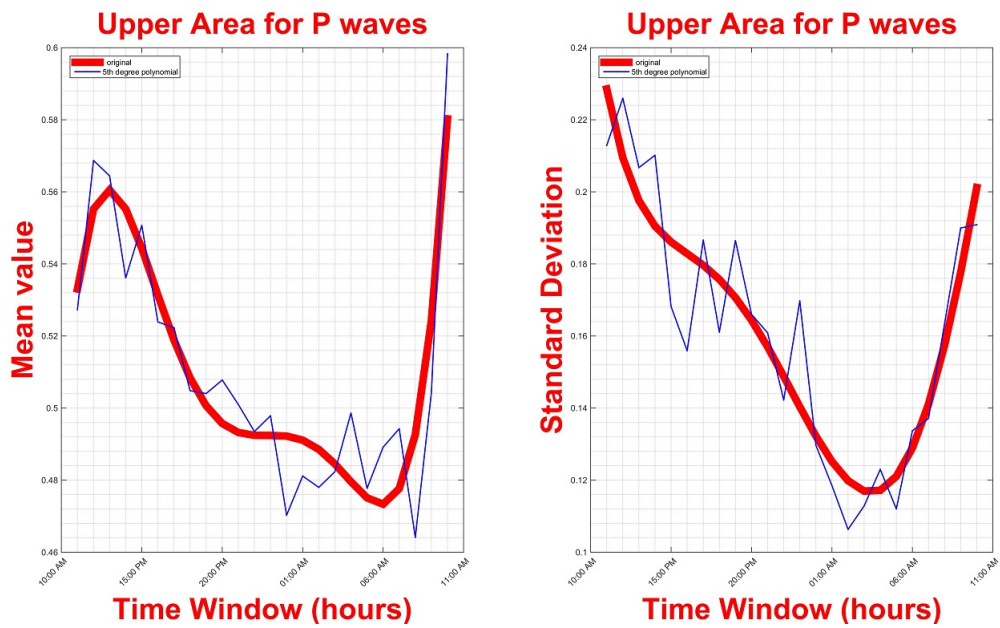 Upper Area for P waves
original
5th degree polynomial
Mean value
0.6
0.58
0.56
0.54
0.52
0.5
0.48
0.46
10:00 AM
15:00 PM
20:00 PM
01:00 AM
06:00 AM
11:00 AM
Time Window (hours)
Upper Area for P waves
original
5th degree polynomial
Standard Deviation
0.24
0.22
0.2
0.18
0.16
0.14
0.12
0.1
10:00 AM
15:00 PM
20:00 PM
01:00 AM
06:00 AM
11:00 AM
Time Window (hours)